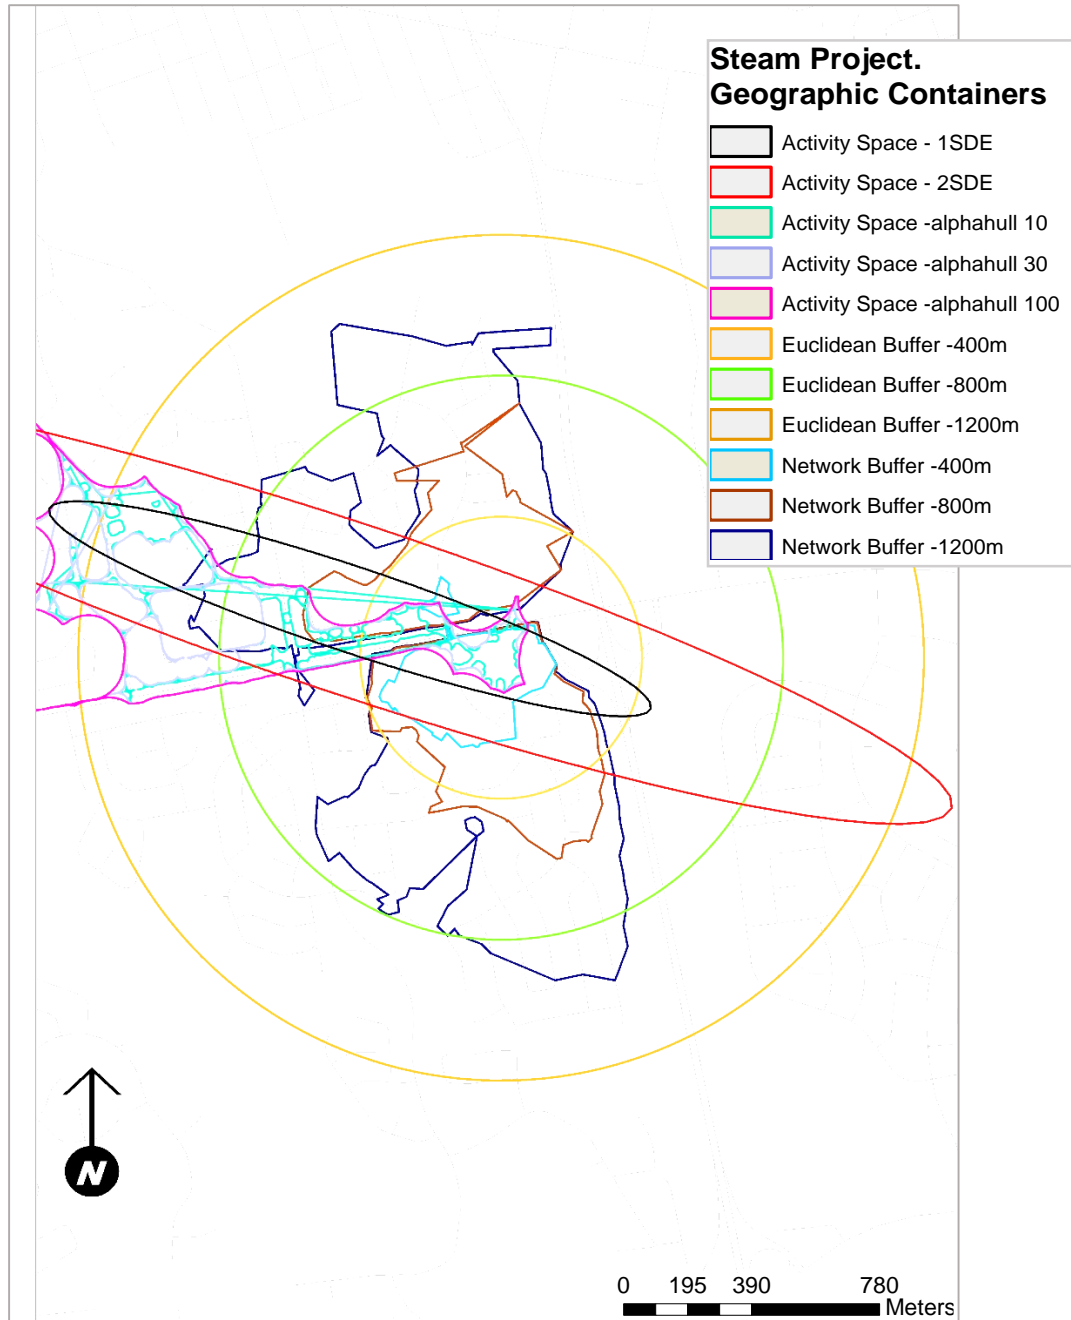 Steam Project.
Geographic Containers
Activity Space - 1SDE
Activity Space - 2SDE
Activity Space -alphahull 10
Activity Space -alphahull 30
Activity Space -alphahull 100
Euclidean Buffer -400m
Euclidean Buffer -800m
Euclidean Buffer -1200m
Network Buffer -400m
Network Buffer -800m
Network Buffer -1200m
N
0 195 390 780
Meters